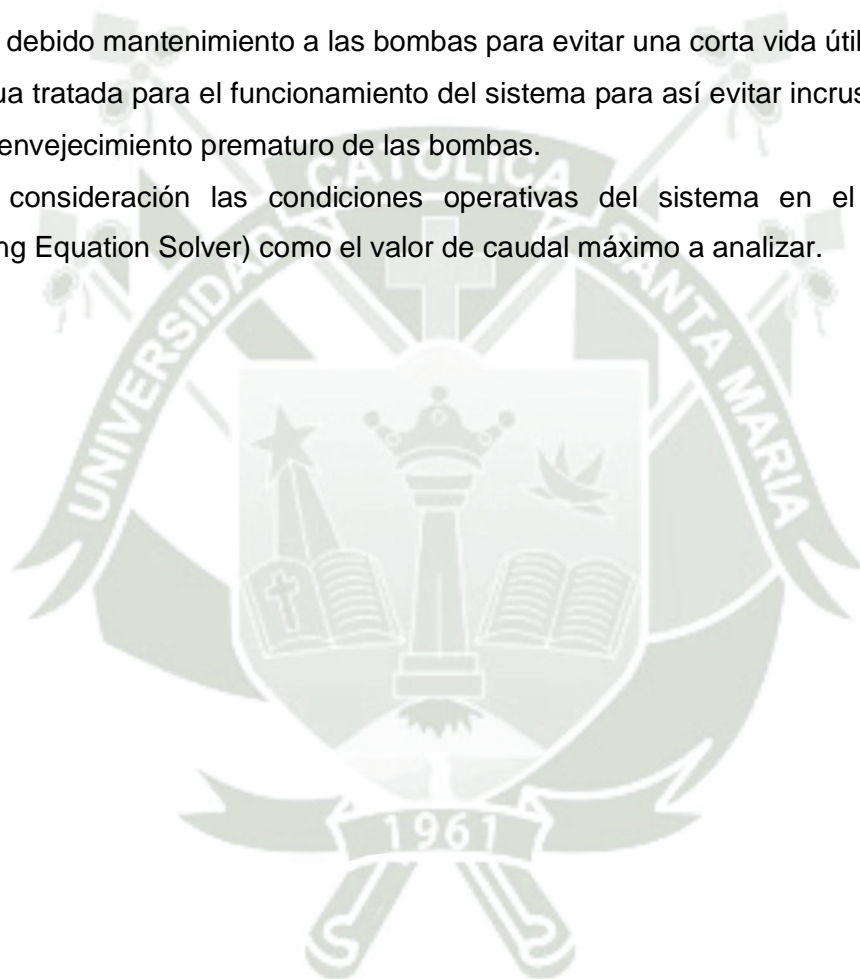 debido mantenimiento a las bombas para evitar una corta vida útil
ua tratada para el funcionamiento del sistema para así evitar incrus
envejecimiento prematuro de las bombas.
consideración las condiciones operativas del sistema en el
ng Equation Solver) como el valor de caudal máximo a analizar.
UNIVERSIDAD CATOLICA SANTA MARIA
1961